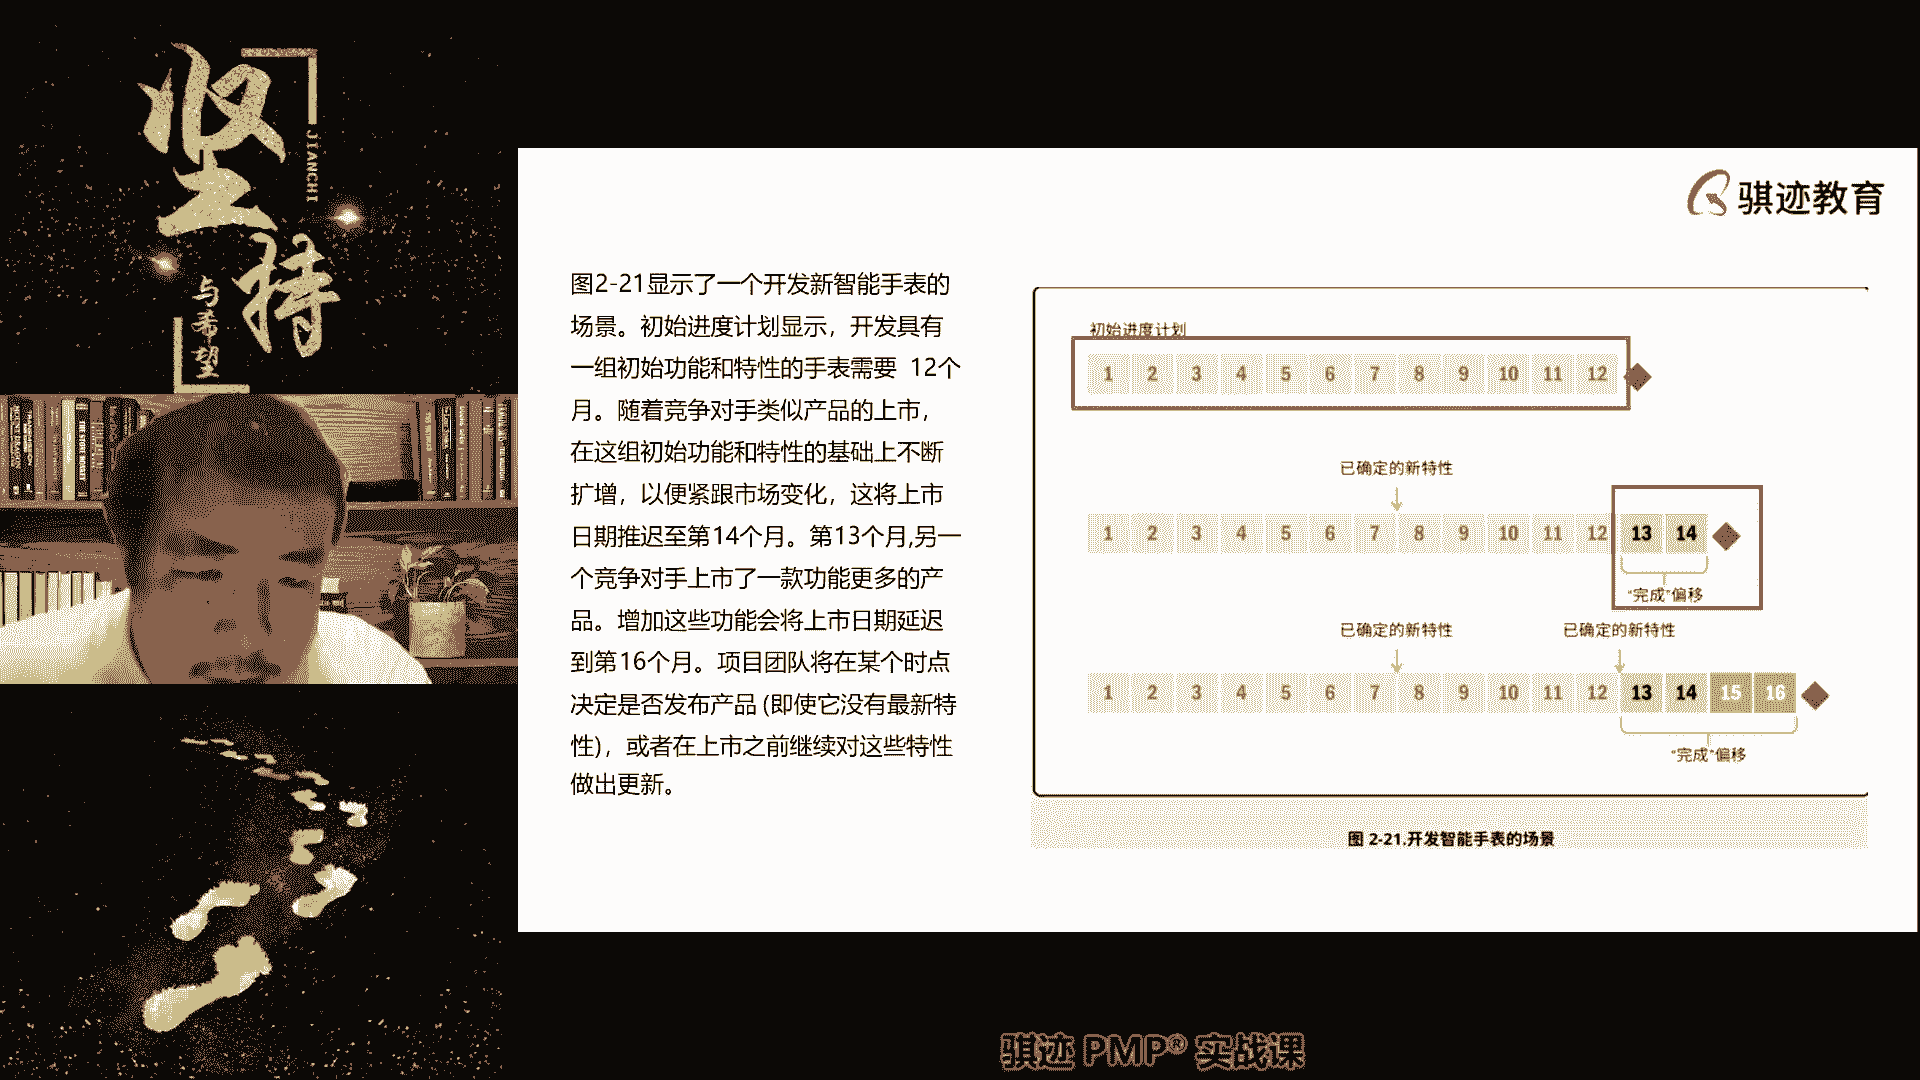 坚
持
JIANCHI
与希望
骐迹教育
图2-21显示了一个开发新智能手表的
场景。初始进度计划显示，开发具有
一组初始功能和特性的手表需要 12个
月。随着竞争对手类似产品的上市，
在这组初始功能和特性的基础上不断
扩增，以便紧跟市场变化，这将上市
日期推迟至第14个月。第13个月,另一
个竞争对手上市了一款功能更多的产
品。增加这些功能会将上市日期延迟
到第16个月。项目团队将在某个时点
决定是否发布产品 (即使它没有最新特
性)，或者在上市之前继续对这些特性
做出更新。
初始进度计划
1 2 3 4 5 6 7 8 9 10 11 12
已确定的新特性
1 2 3 4 5 6 7 8 9 10 11 12 13 14
“完成”偏移
已确定的新特性 已确定的新特性
1 2 3 4 5 6 7 8 9 10 11 12 13 14 15 16
“完成”偏移
图 2-21.开发智能手表的场景
骐迹 PMP® 实战课